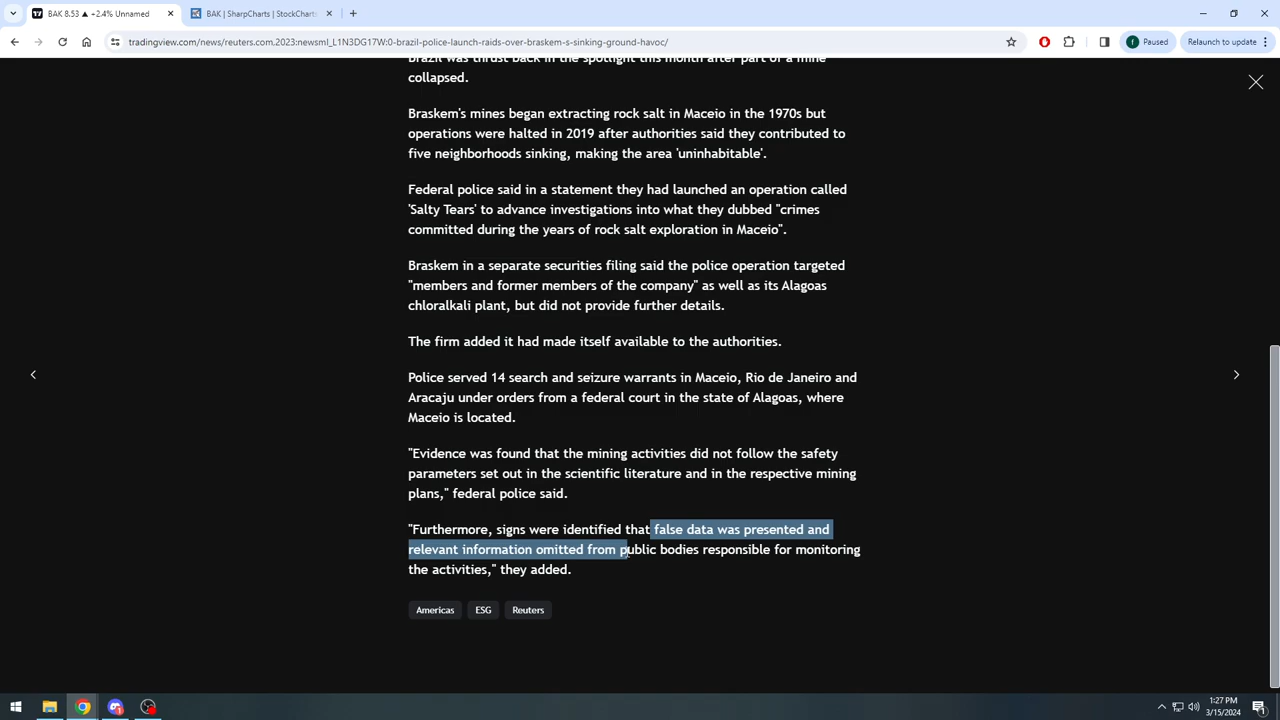 BAK 8.53 ▲ +2.4% Unnamed
BAK | SharpCharts | StockCharts
tradingview.com/news/reuters.com,2023:newsml_L1N3DG17W:0-brazil-police-launch-raids-over-braskem-s-sinking-ground-havoc/
Paused
Relaunch to update
Brazil was thrust back in the spotlight this month after part of a mine
collapsed.
Braskem's mines began extracting rock salt in Maceio in the 1970s but
operations were halted in 2019 after authorities said they contributed to
five neighborhoods sinking, making the area 'uninhabitable'.
Federal police said in a statement they had launched an operation called
'Salty Tears' to advance investigations into what they dubbed "crimes
committed during the years of rock salt exploration in Maceio".
Braskem in a separate securities filing said the police operation targeted
"members and former members of the company" as well as its Alagoas
chloralkali plant, but did not provide further details.
The firm added it had made itself available to the authorities.
Police served 14 search and seizure warrants in Maceio, Rio de Janeiro and
Aracaju under orders from a federal court in the state of Alagoas, where
Maceio is located.
"Evidence was found that the mining activities did not follow the safety
parameters set out in the scientific literature and in the respective mining
plans," federal police said.
"Furthermore, signs were identified that false data was presented and
relevant information omitted from public bodies responsible for monitoring
the activities," they added.
Americas ESG Reuters
1:27 PM
3/15/2024